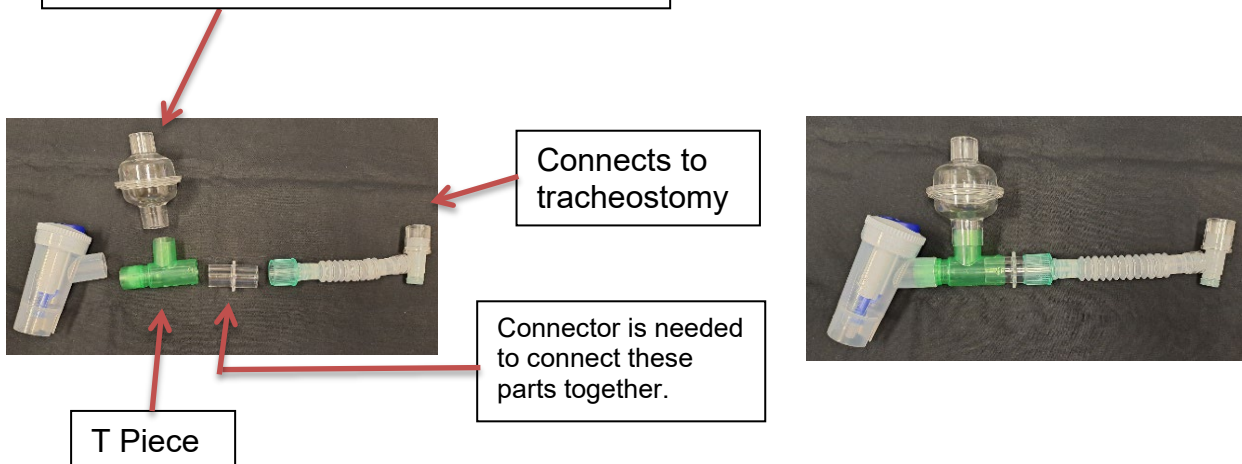 Connects to
tracheostomy
Connector is needed
to connect these
parts together.
T Piece